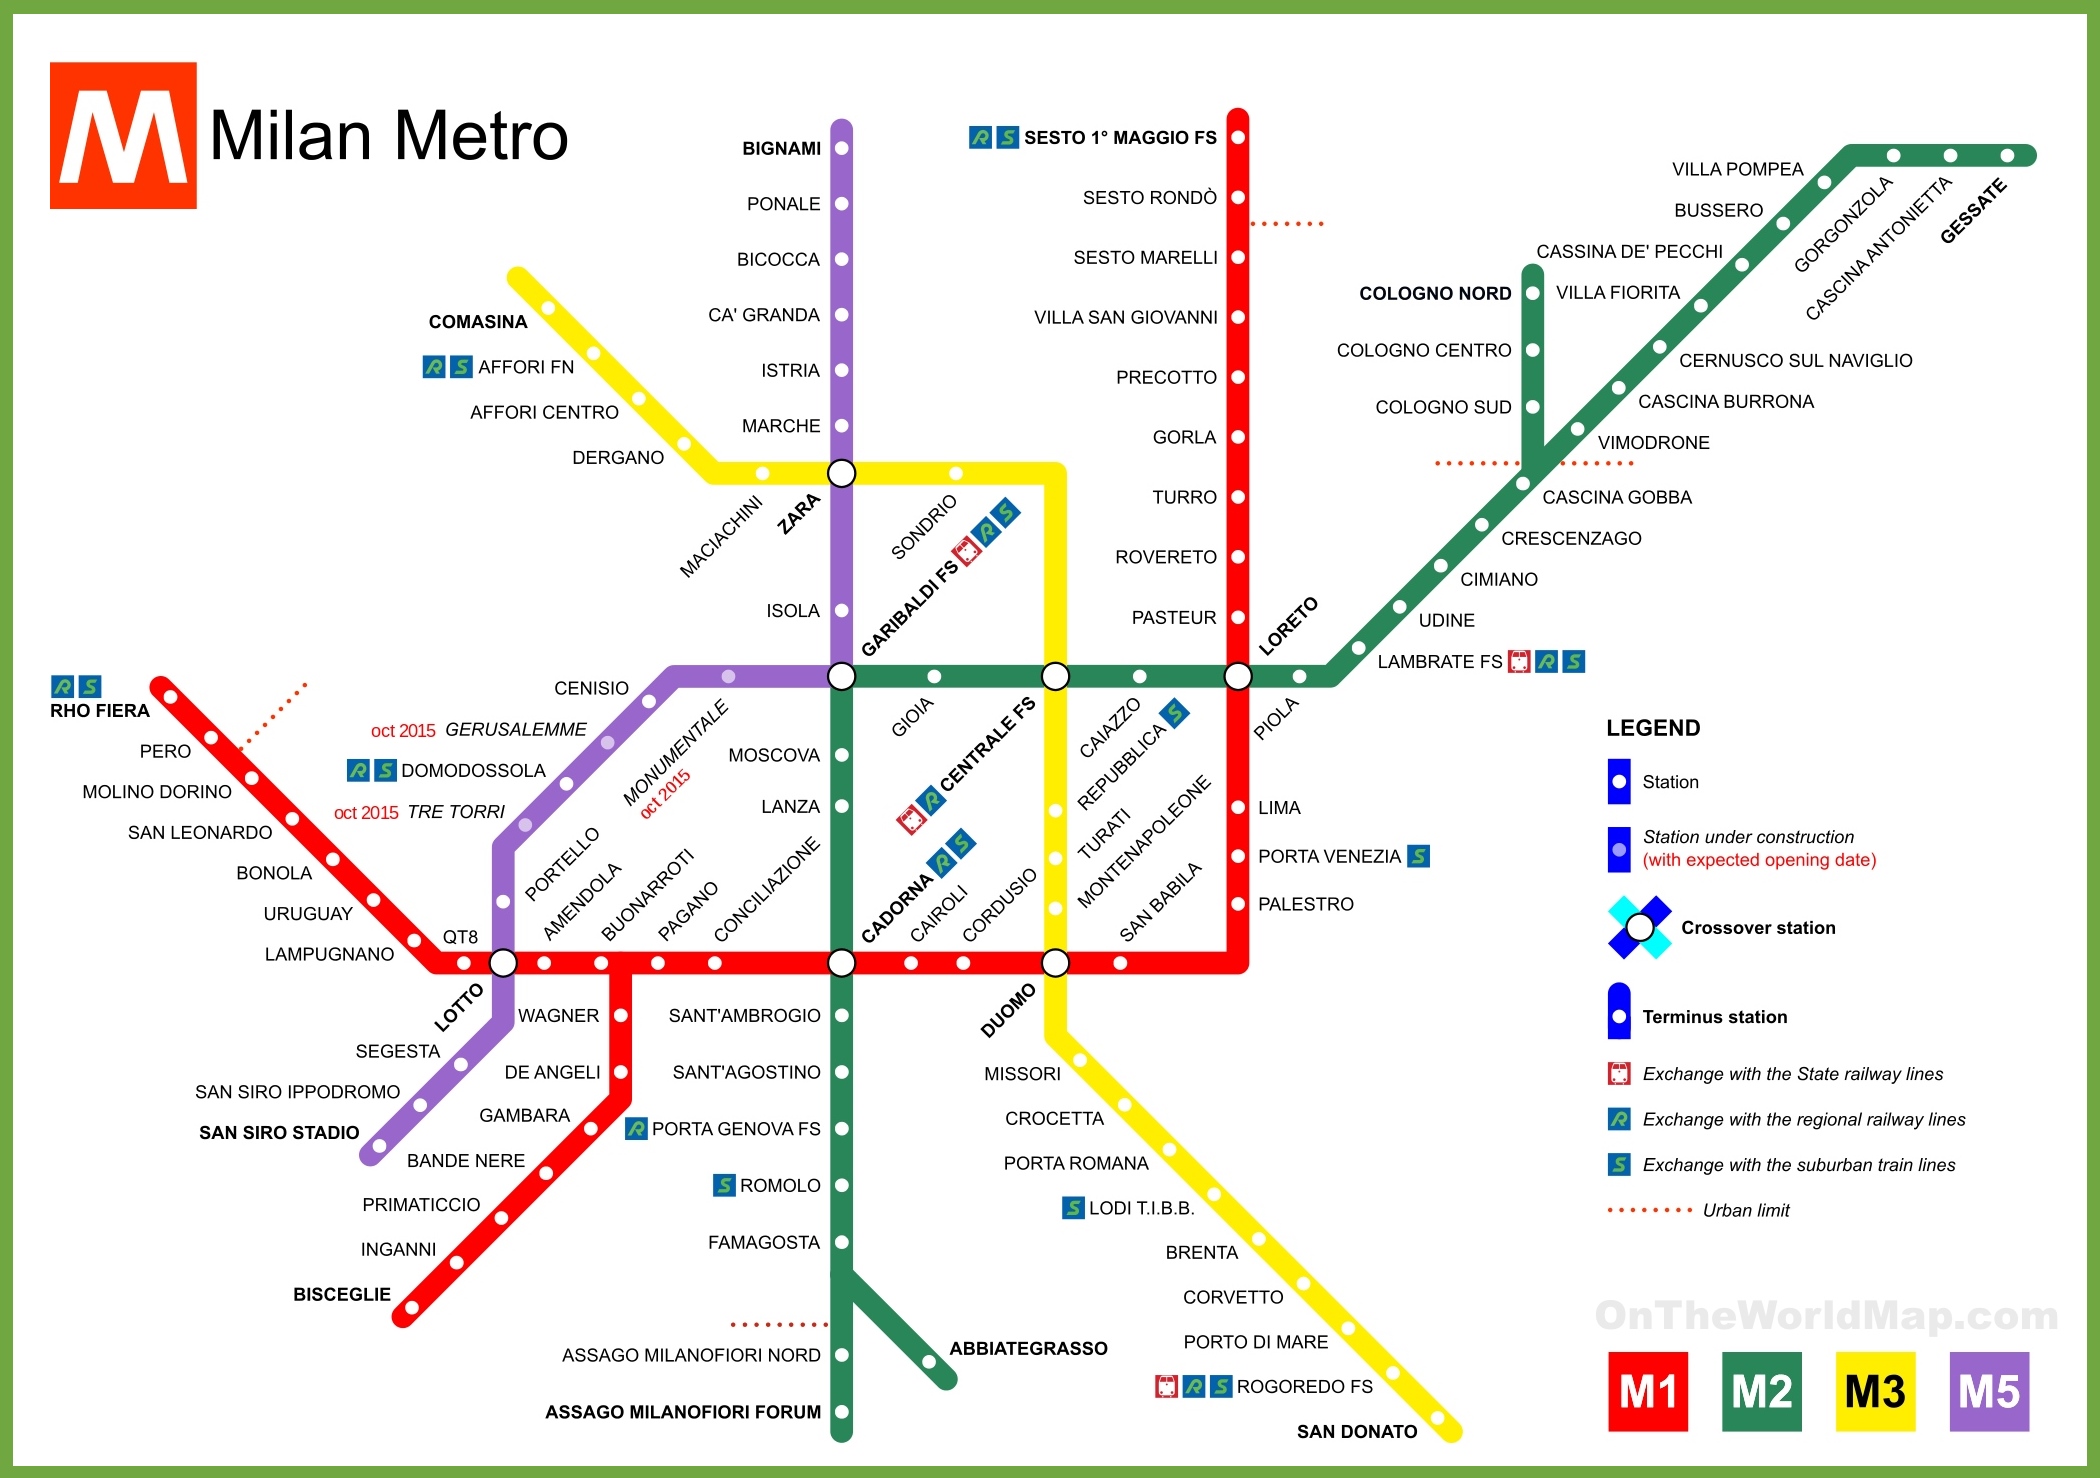 M
Milan Metro
BIGNAMI
PONALE
BICOCCA
CA' GRANDA
ISTRIA
MARCHE
ZARA
ISOLA
GARIBALDI FS
MONUMENTALE
oct 2015
CENISIO
oct 2015 GERUSALEMME
DOMODOSSOLA
oct 2015 TRE TORRI
PORTELLO
LOTTO
SEGESTA
SAN SIRO IPPODROMO
SAN SIRO STADIO
COMASINA
AFFORI FN
AFFORI CENTRO
DERGANO
MACIACHINI
SONDRIO
CENTRALE FS
REPUBBLICA
TURATI
MONTENAPOLEONE
DUOMO
MISSORI
CROCETTA
PORTA ROMANA
LODI T.I.B.B.
BRENTA
CORVETTO
PORTO DI MARE
ROGOREDO FS
SAN DONATO
SESTO 1° MAGGIO FS
SESTO RONDÒ
SESTO MARELLI
VILLA SAN GIOVANNI
PRECOTTO
GORLA
TURRO
ROVERETO
PASTEUR
LORETO
LIMA
PORTA VENEZIA
PALESTRO
SAN BABILA
CORDUSIO
CAIROLI
CADORNA
CONCILIAZIONE
PAGANO
BUONARROTI
AMENDOLA
QT8
LAMPUGNANO
URUGUAY
BONOLA
SAN LEONARDO
MOLINO DORINO
PERO
RHO FIERA
WAGNER
DE ANGELI
GAMBARA
BANDE NERE
PRIMATICCIO
INGANNI
BISCEGLIE
GESSATE
CASCINA ANTONIETTA
GORGONZOLA
VILLA POMPEA
BUSSERO
CASSINA DE' PECCHI
VILLA FIORITA
CERNUSCO SUL NAVIGLIO
CASCINA BURRONA
VIMODRONE
COLOGNO NORD
COLOGNO CENTRO
COLOGNO SUD
CASCINA GOBBA
CRESCENZAGO
CIMIANO
UDINE
LAMBRATE FS
PIOLA
CAIAZZO
GIOIA
MOSCOVA
LANZA
SANT'AMBROGIO
SANT'AGOSTINO
PORTA GENOVA FS
ROMOLO
FAMAGOSTA
ABBIATEGRASSO
ASSAGO MILANOFIORI NORD
ASSAGO MILANOFIORI FORUM
LEGEND
Station
Station under construction
(with expected opening date)
Crossover station
Terminus station
Exchange with the State railway lines
R Exchange with the regional railway lines
S Exchange with the suburban train lines
Urban limit
OnTheWorldMap.com
M1 M2 M3 M5